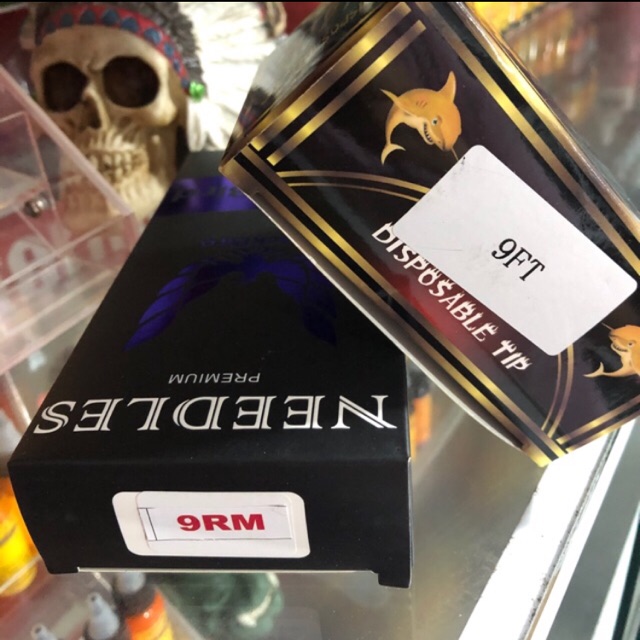 9FT
DISPOSABLE TIP
PREMIUM
NEEDLES
9RM